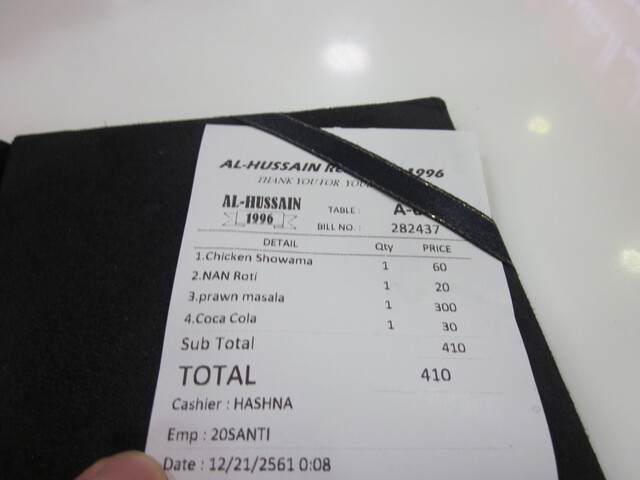 AL-HUSSAIN 1996
THANK YOU FOR
AL-HUSSAIN
1996
TABLE :
BILL NO. : 282437
DETAIL Qty PRICE
1.Chicken Showama 1 60
2.NAN Roti 1 20
3.prawn masala 1 300
4.Coca Cola 1 30
Sub Total 410
TOTAL 410
Cashier : HASHNA
Emp : 20SANTI
Date : 12/21/2561 0:08